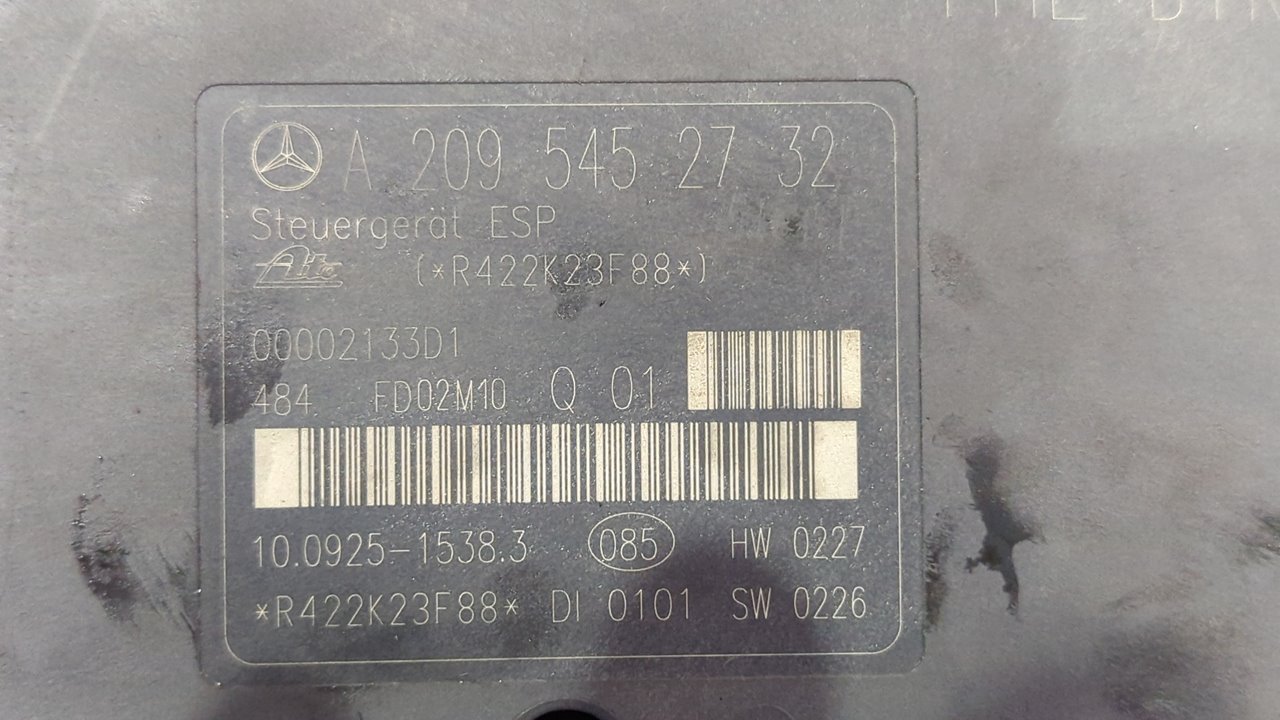 A 209 545 27 32
Steuergerät ESP
Ate (*R422K23F88*)
00002133D1
484 FD02M10 Q 01
10.0925-1538.3 085 HW 0227
*R422K23F88* DI 0101 SW 0226